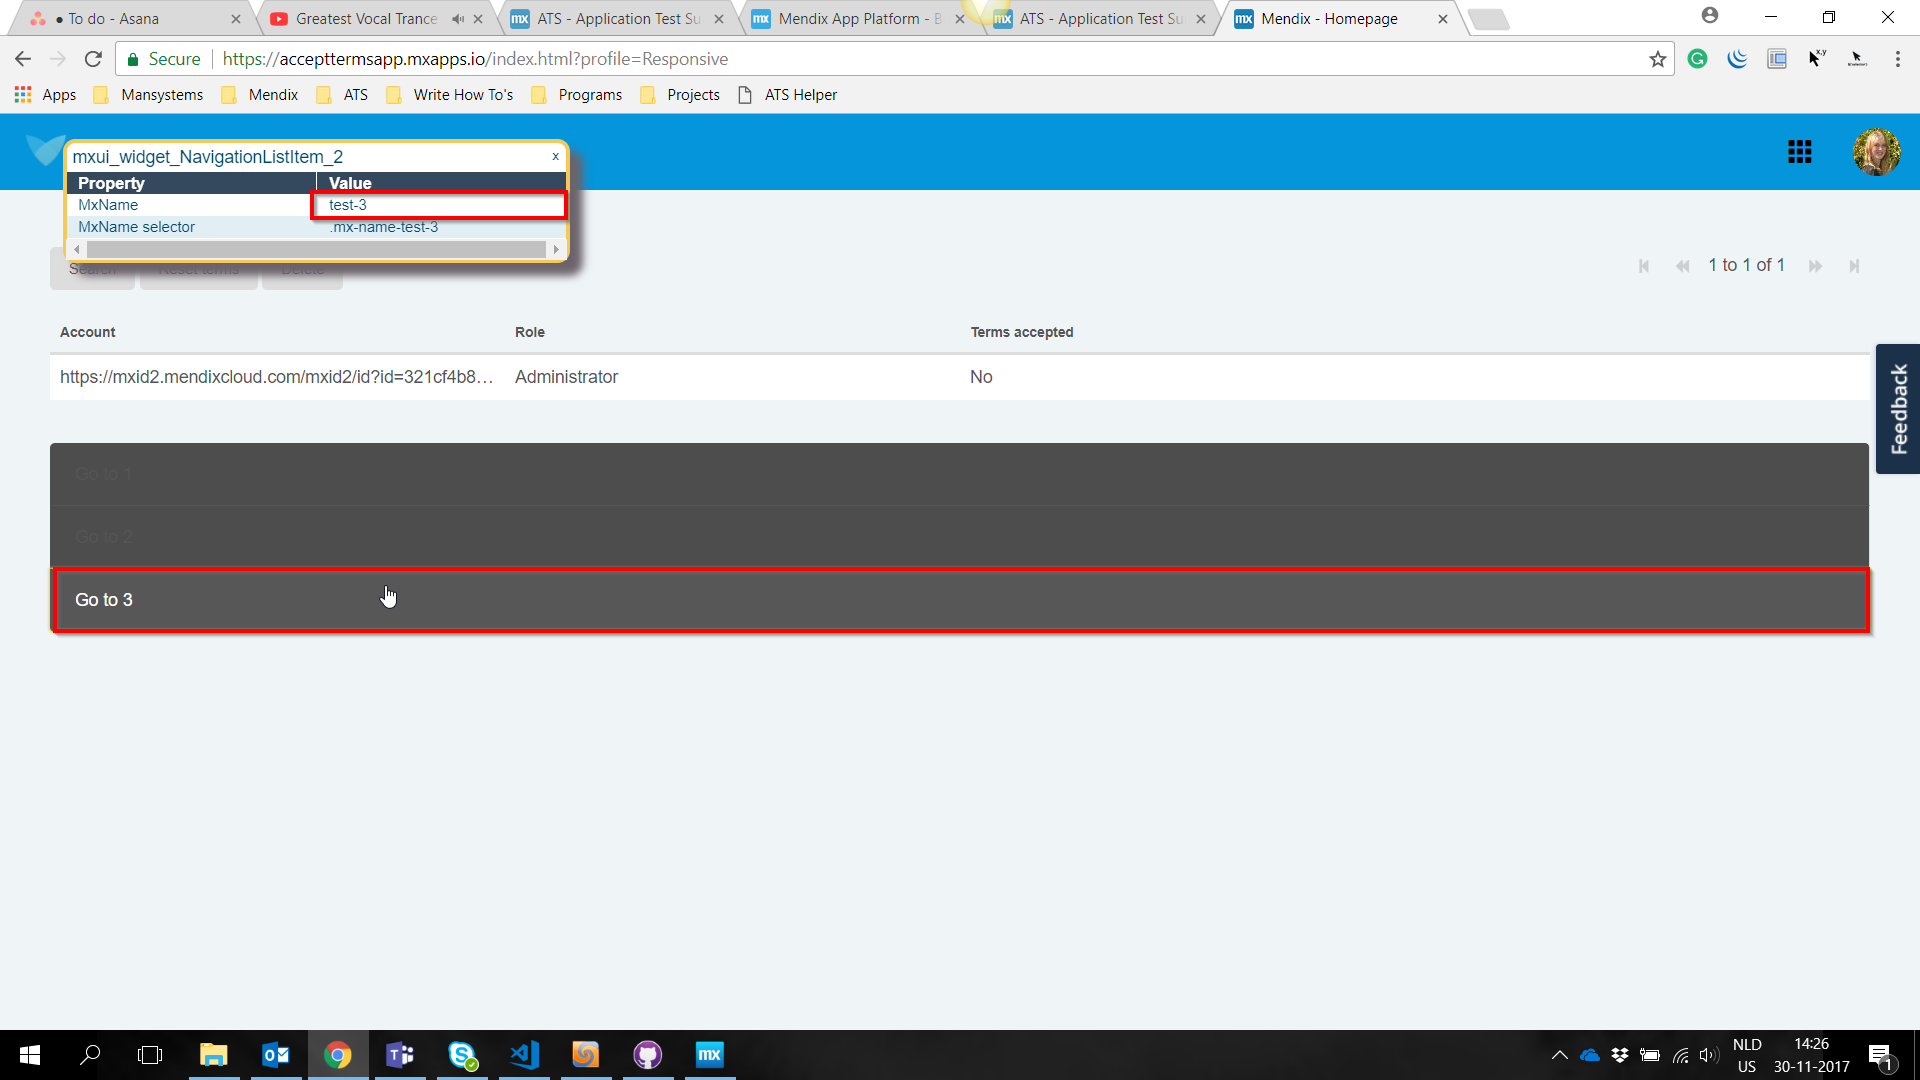 To do - Asana
Greatest Vocal Trance
mx ATS - Application Test Su
mx Mendix App Platform - B
mx ATS - Application Test Su
mx Mendix - Homepage
Secure https://accepttermsapp.mxapps.io/index.html?profile=Responsive
Apps Mansystems Mendix ATS Write How To's Programs Projects ATS Helper
mxui_widget_NavigationListItem_2 x
Property Value
MxName test-3
MxName selector .mx-name-test-3
Search Reset terms Delete
1 to 1 of 1
Account Role Terms accepted
https://mxid2.mendixcloud.com/mxid2/id?id=321cf4b8... Administrator No
Feedback
Go to 1
Go to 2
Go to 3
NLD 14:26
US 30-11-2017
1